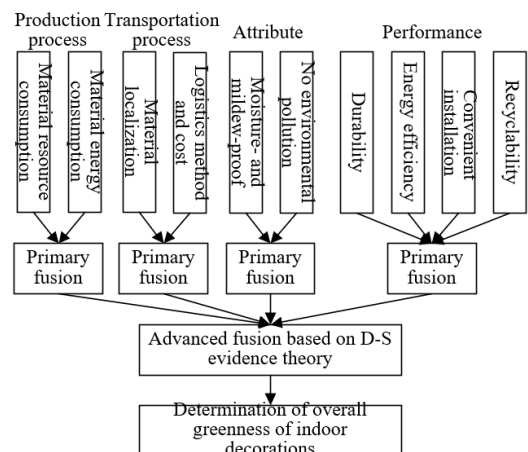 Production
process
Transportation
process
Attribute
Performance
Material resource
consumption
Material energy
consumption
Material
localization
Logistics method
and cost
Moisture- and
mildew-proof
No environmental
pollution
Durability
Energy efficiency
Convenient
installation
Recyclability
Primary
fusion
Primary
fusion
Primary
fusion
Primary
fusion
Advanced fusion based on D-S
evidence theory
Determination of overall
greenness of indoor
decorations